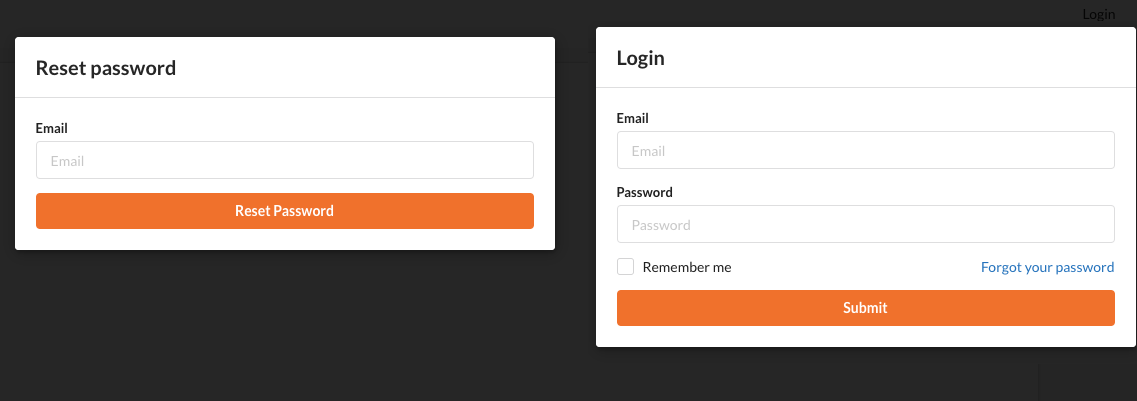 Login
Reset password
Email
Email
Reset Password
Login
Email
Email
Password
Password
Remember me
Forgot your password
Submit